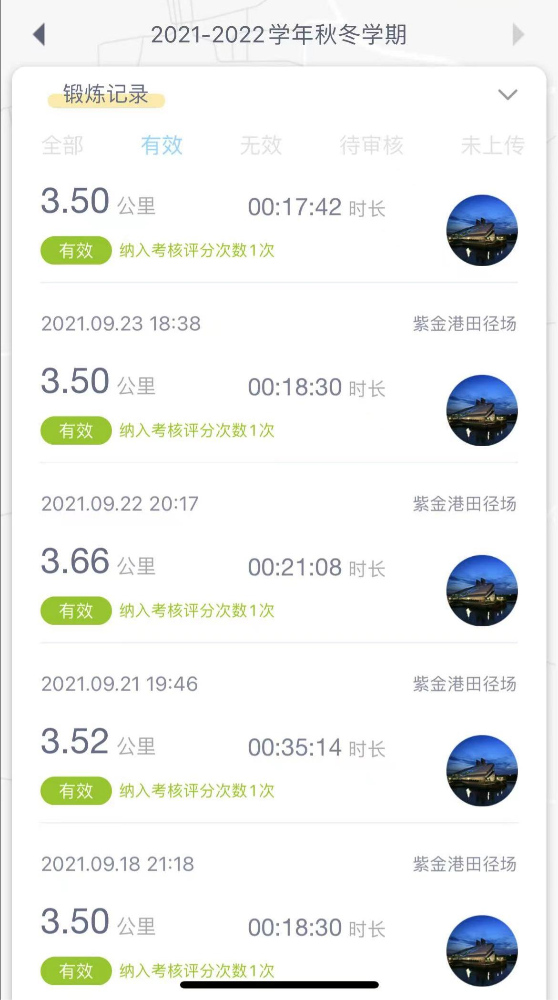 2021-2022学年秋冬学期
锻炼记录
全部 有效 无效 待审核 未上传
3.50 公里 00:17:42 时长
有效 纳入考核评分次数1次
2021.09.23 18:38 紫金港田径场
3.50 公里 00:18:30 时长
有效 纳入考核评分次数1次
2021.09.22 20:17 紫金港田径场
3.66 公里 00:21:08 时长
有效 纳入考核评分次数1次
2021.09.21 19:46 紫金港田径场
3.52 公里 00:35:14 时长
有效 纳入考核评分次数1次
2021.09.18 21:18 紫金港田径场
3.50 公里 00:18:30 时长
有效 纳入考核评分次数1次